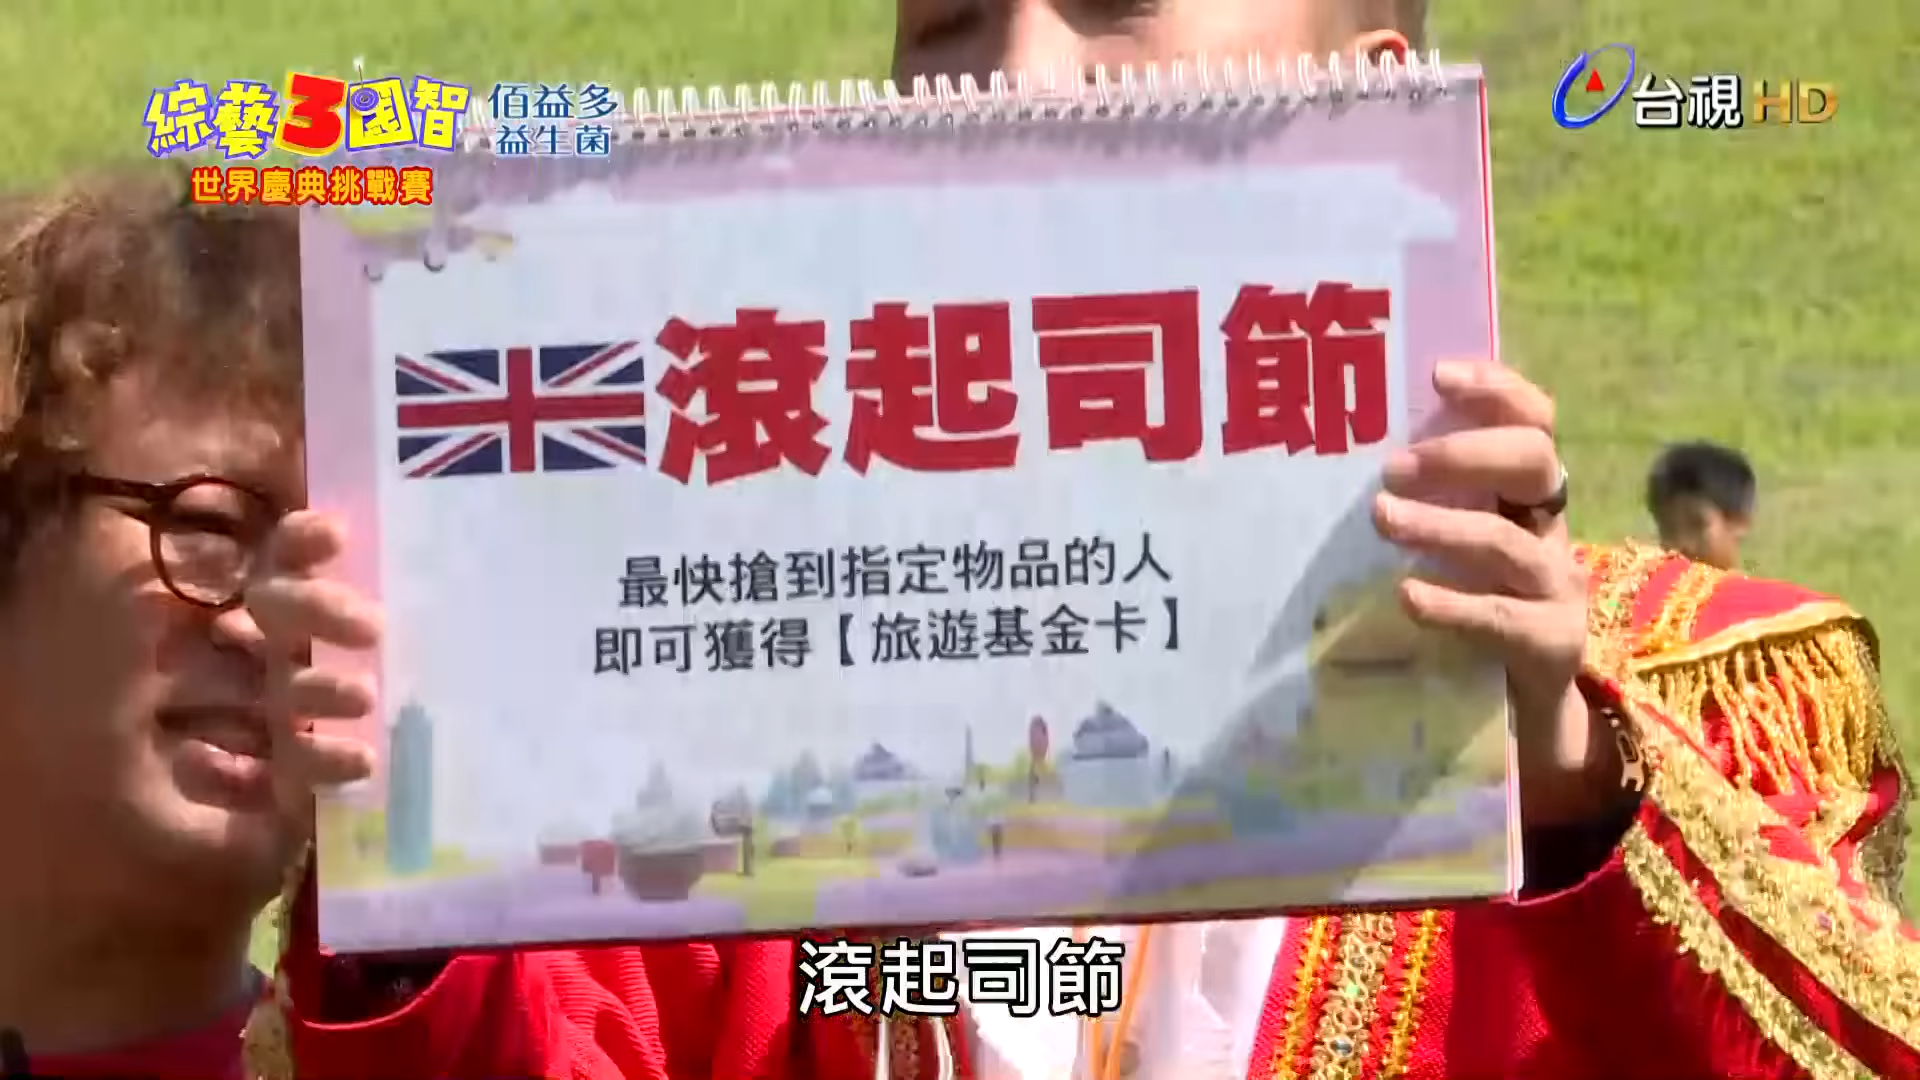 綜藝3國智
佰益多
益生菌
世界慶典挑戰賽
台視HD
滾起司節
最快搶到指定物品的人
即可獲得【旅遊基金卡】
滾起司節